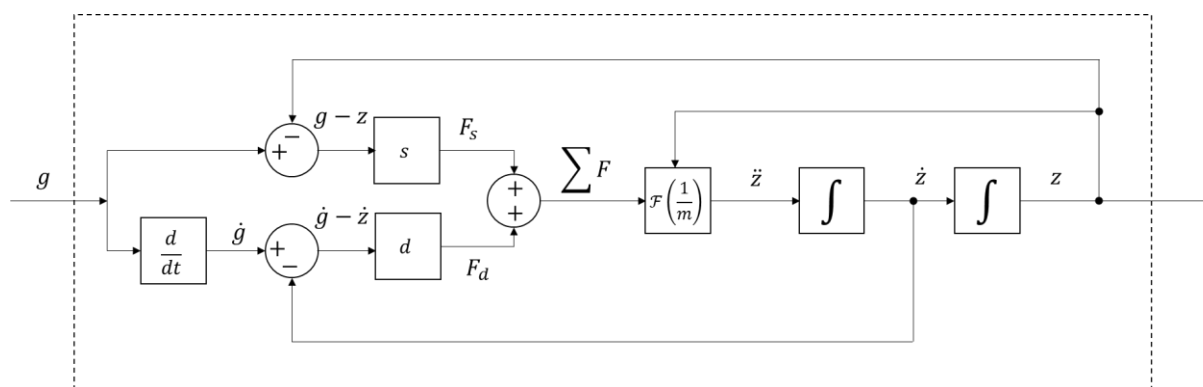 g
d/dt
ġ
−
+
g − z
s
F_s
+
−
ġ − ż
d
F_d
+
+
∑ F
ℱ(1/m)
z̈
∫
ż
∫
z